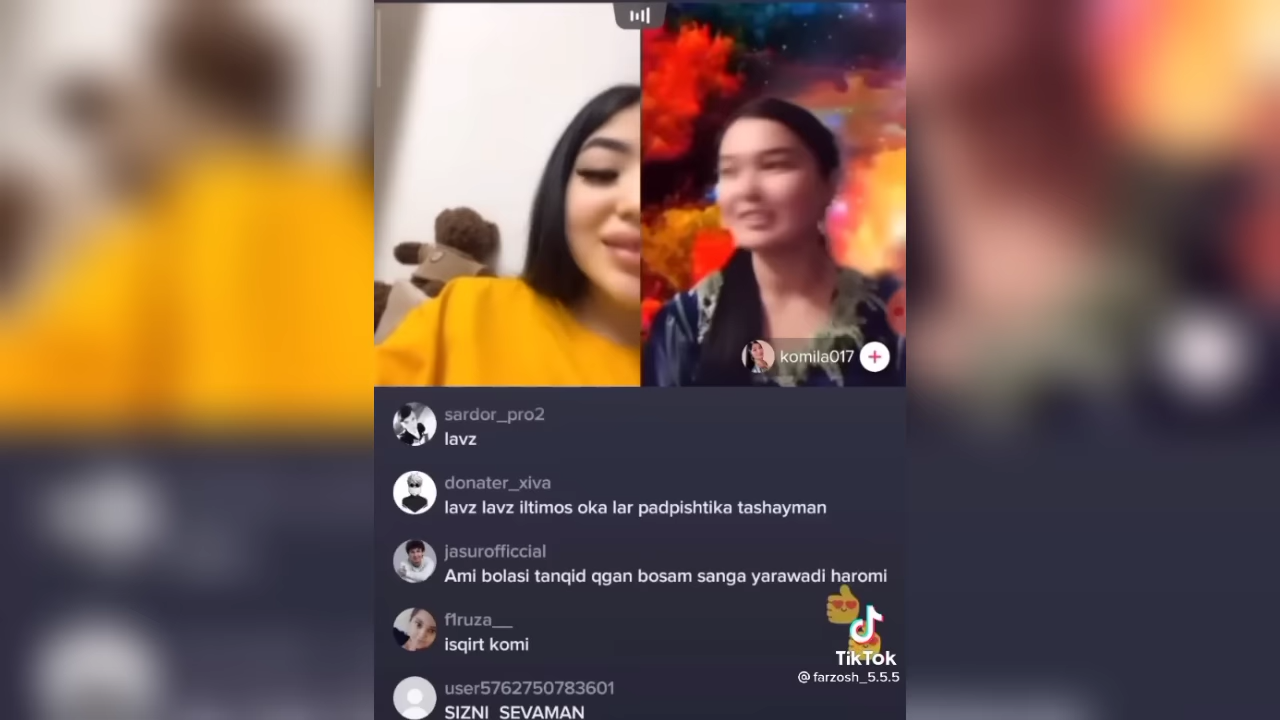 komila017
sardor_pro2
lavz
donater_xiva
lavz lavz iltimos oka lar padpishtika tashayman
jasurofficcial
Ami bolasi tanqid qgan bosam sanga yarawadi haromi
f1ruza__
isqirt komi
user5762750783601
SIZNI SEVAMAN
TikTok
@farzosh_5.5.5